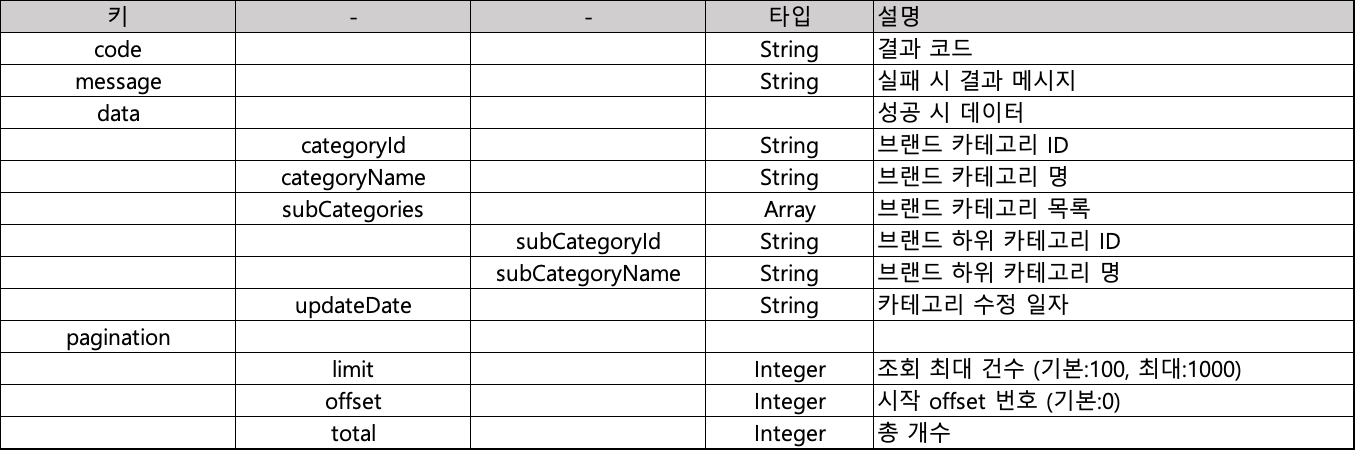 키 - - 타입 설명
code String 결과 코드
message String 실패 시 결과 메시지
data 성공 시 데이터
categoryId String 브랜드 카테고리 ID
categoryName String 브랜드 카테고리 명
subCategories Array 브랜드 카테고리 목록
subCategoryId String 브랜드 하위 카테고리 ID
subCategoryName String 브랜드 하위 카테고리 명
updateDate String 카테고리 수정 일자
pagination
limit Integer 조회 최대 건수 (기본:100, 최대:1000)
offset Integer 시작 offset 번호 (기본:0)
total Integer 총 개수